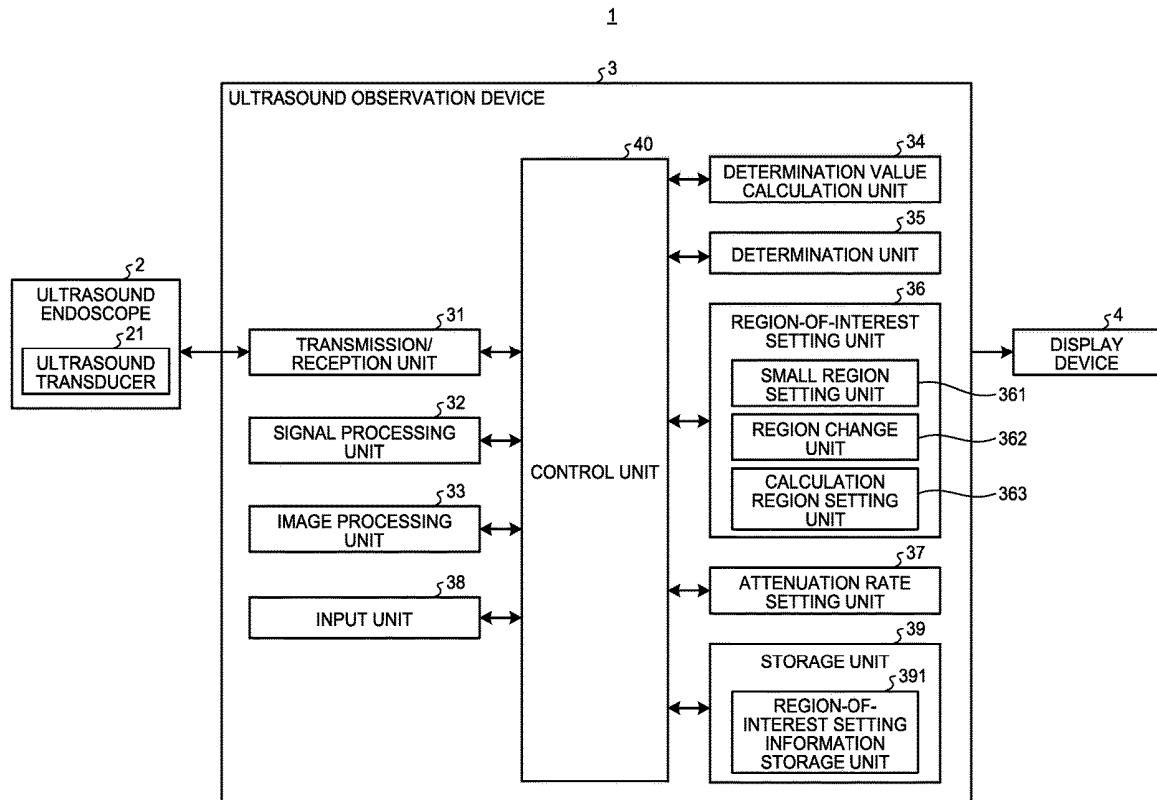 1
3
ULTRASOUND OBSERVATION DEVICE
2
ULTRASOUND
ENDOSCOPE
21
ULTRASOUND
TRANSDUCER
31
TRANSMISSION/
RECEPTION UNIT
32
SIGNAL PROCESSING
UNIT
33
IMAGE PROCESSING
UNIT
38
INPUT UNIT
40
CONTROL UNIT
34
DETERMINATION VALUE
CALCULATION UNIT
35
DETERMINATION UNIT
36
REGION-OF-INTEREST
SETTING UNIT
SMALL REGION
SETTING UNIT
361
REGION CHANGE
UNIT
362
CALCULATION
REGION SETTING
UNIT
363
37
ATTENUATION RATE
SETTING UNIT
39
STORAGE UNIT
391
REGION-OF-
INTEREST SETTING
INFORMATION
STORAGE UNIT
4
DISPLAY
DEVICE